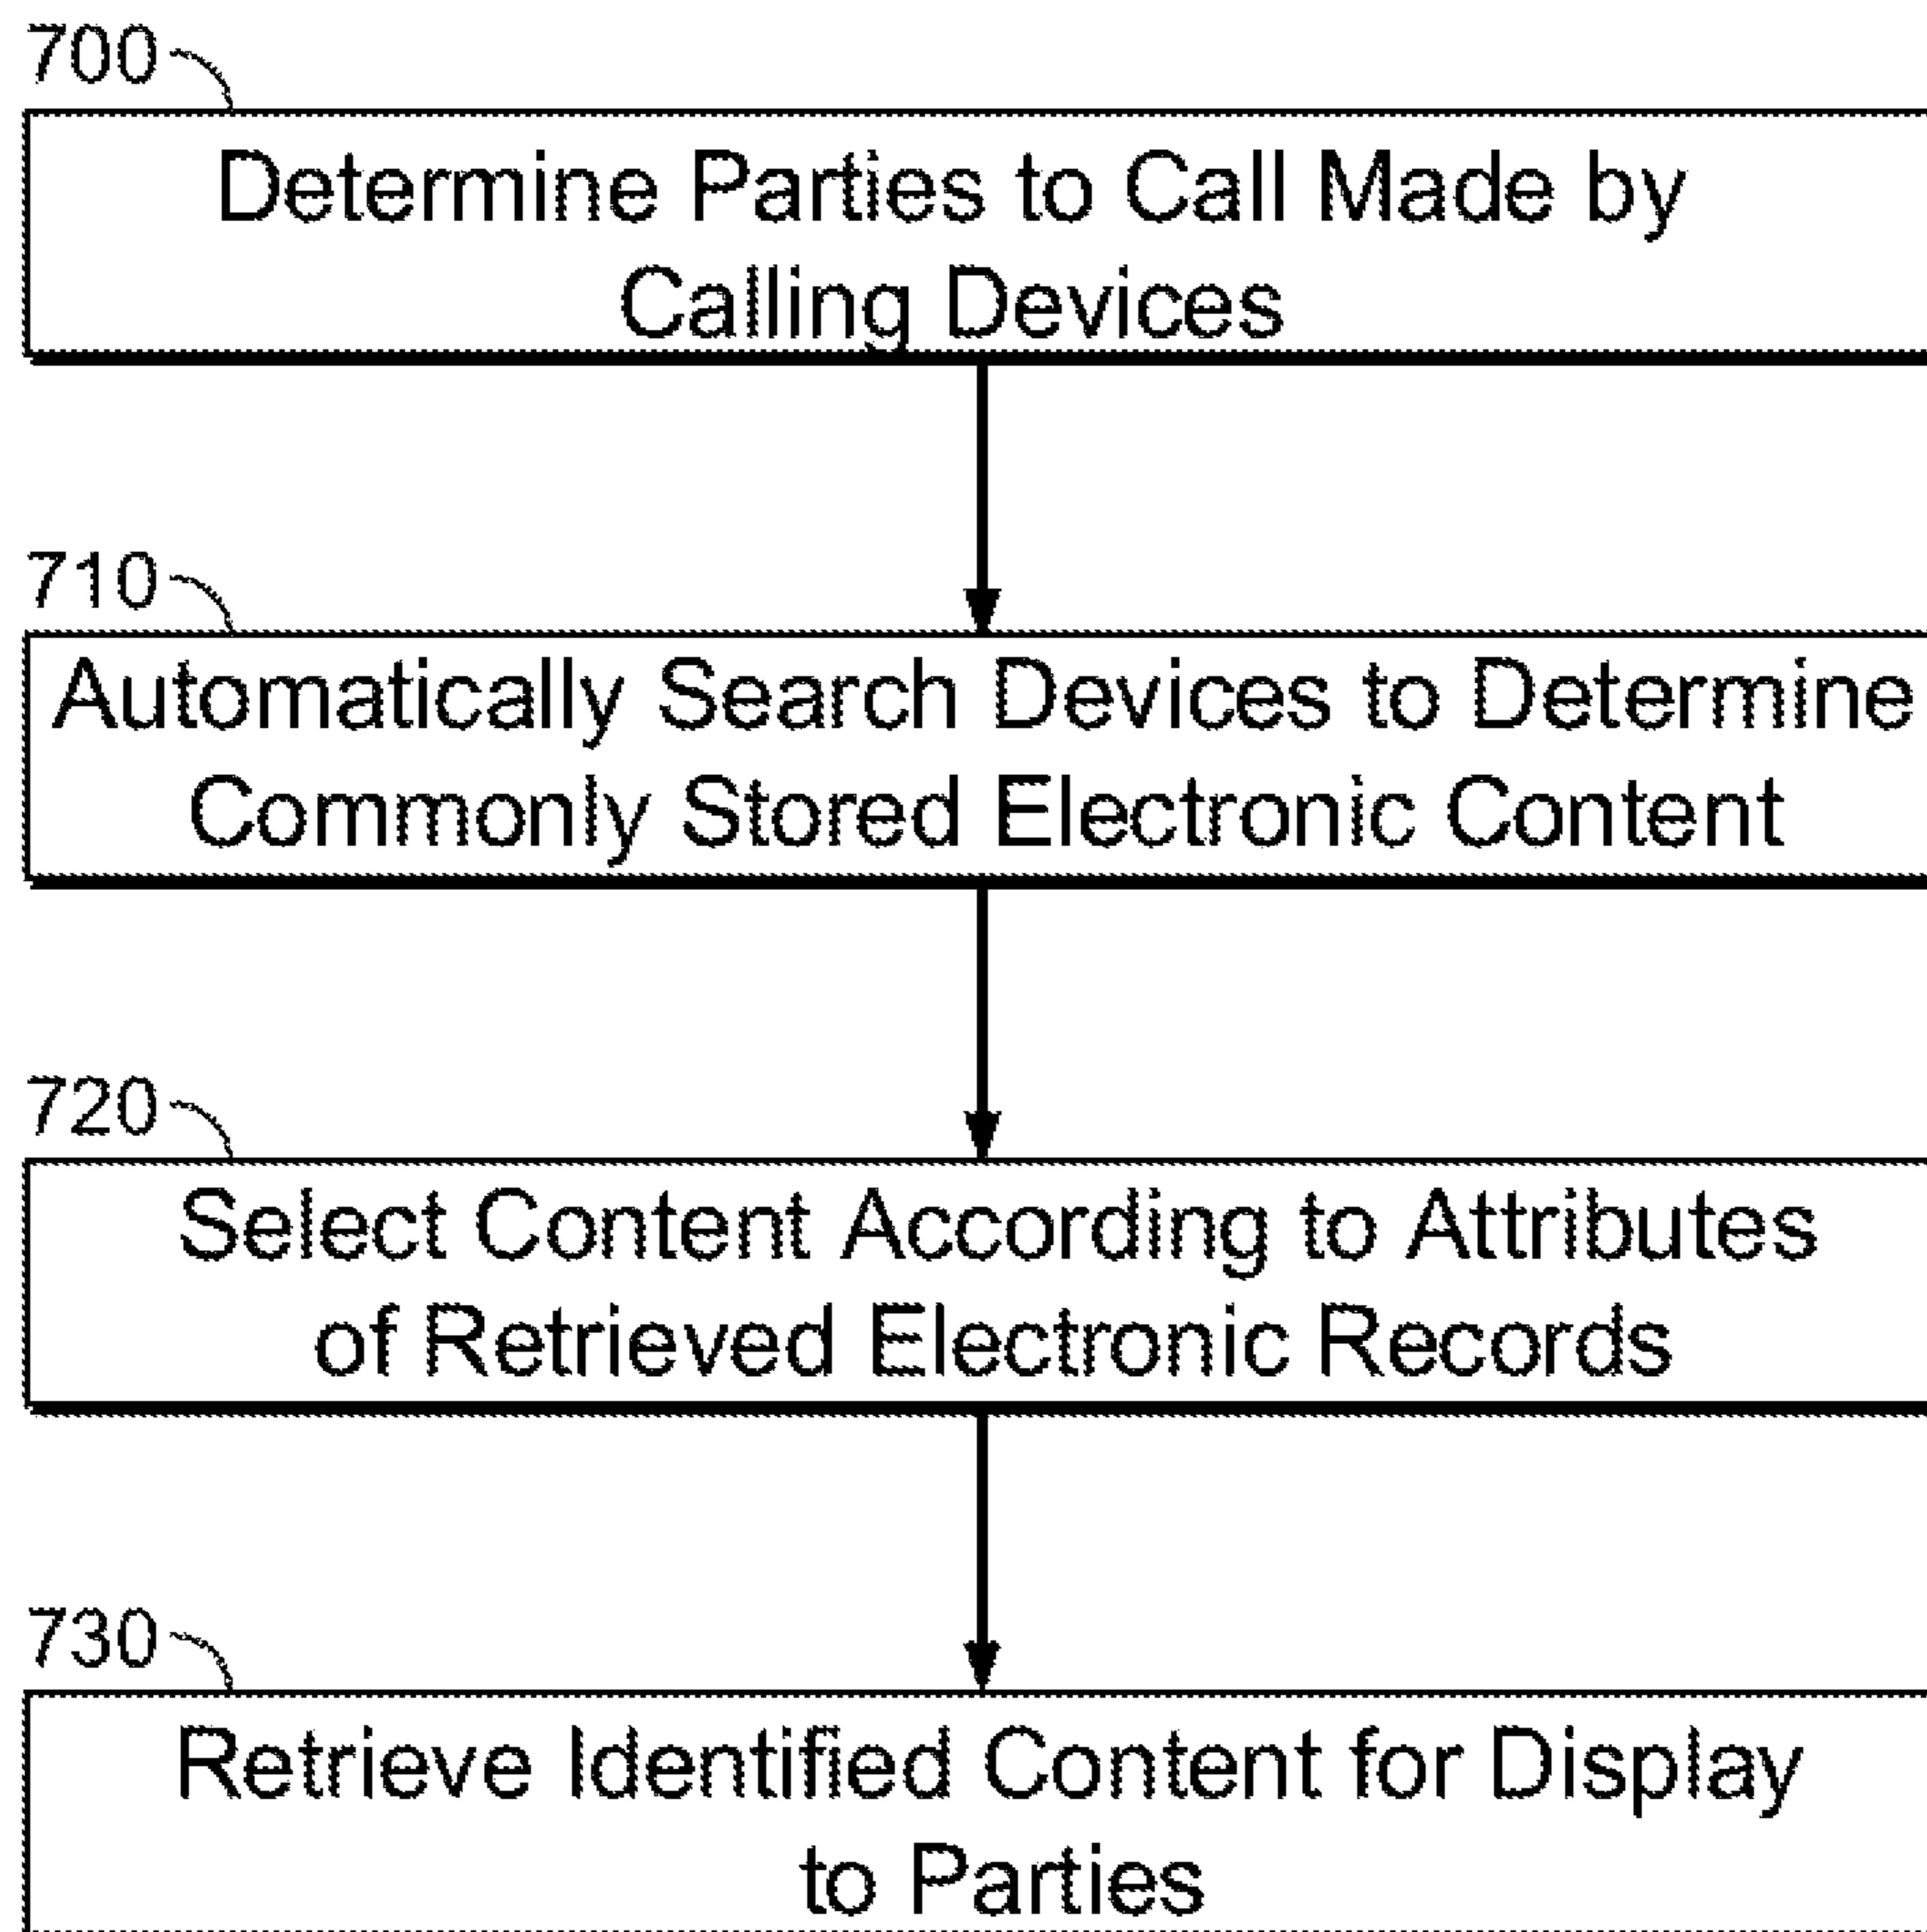 700
Determine Parties to Call Made by
Calling Devices
710
Automatically Search Devices to Determine
Commonly Stored Electronic Content
720
Select Content According to Attributes
of Retrieved Electronic Records
730
Retrieve Identified Content for Display
to Parties